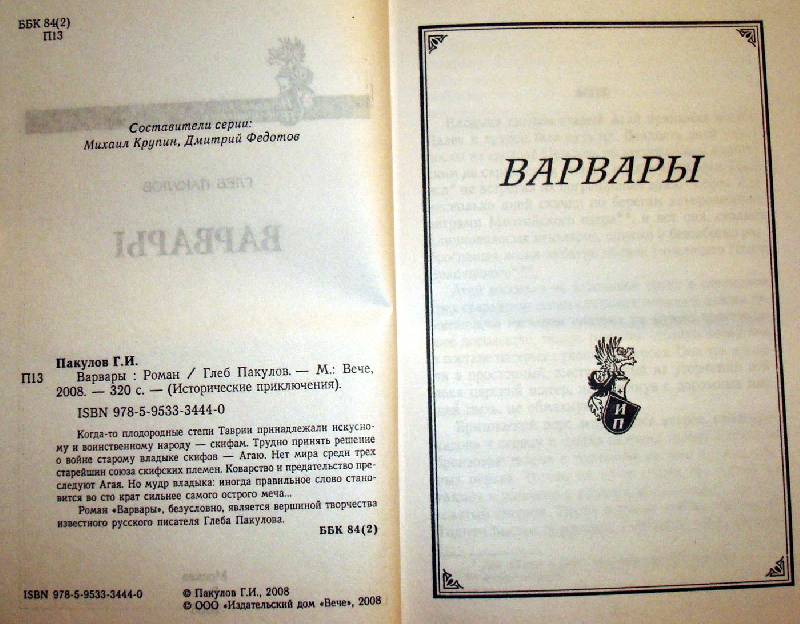 ББК 84(2)
П13
Составители серии:
Михаил Крупин, Дмитрий Федотов
ГЛЕБ ПАКУЛОВ
ВАРВАРЫ
Пакулов Г.И.
П13 Варвары : Роман / Глеб Пакулов. — М.: Вече,
2008. — 320 с. — (Исторические приключения).
ISBN 978-5-9533-3444-0
Когда-то плодородные степи Таврии принадлежали искусно-
му и воинственному народу — скифам. Трудно принять решение
о войне старому владыке скифов — Агаю. Нет мира среди трех
старейшин союза скифских племен. Коварство и предательство пре-
следуют Агая. Но мудр владыка: иногда правильное слово стано-
вится во сто крат сильнее самого острого меча...
Роман «Варвары», безусловно, является вершиной творчества
известного русского писателя Глеба Пакулова.
ББК 84(2)
ISBN 978-5-9533-3444-0
© Пакулов Г.И., 2008
© ООО «Издательский дом «Вече», 2008
ВАРВАРЫ
ИП